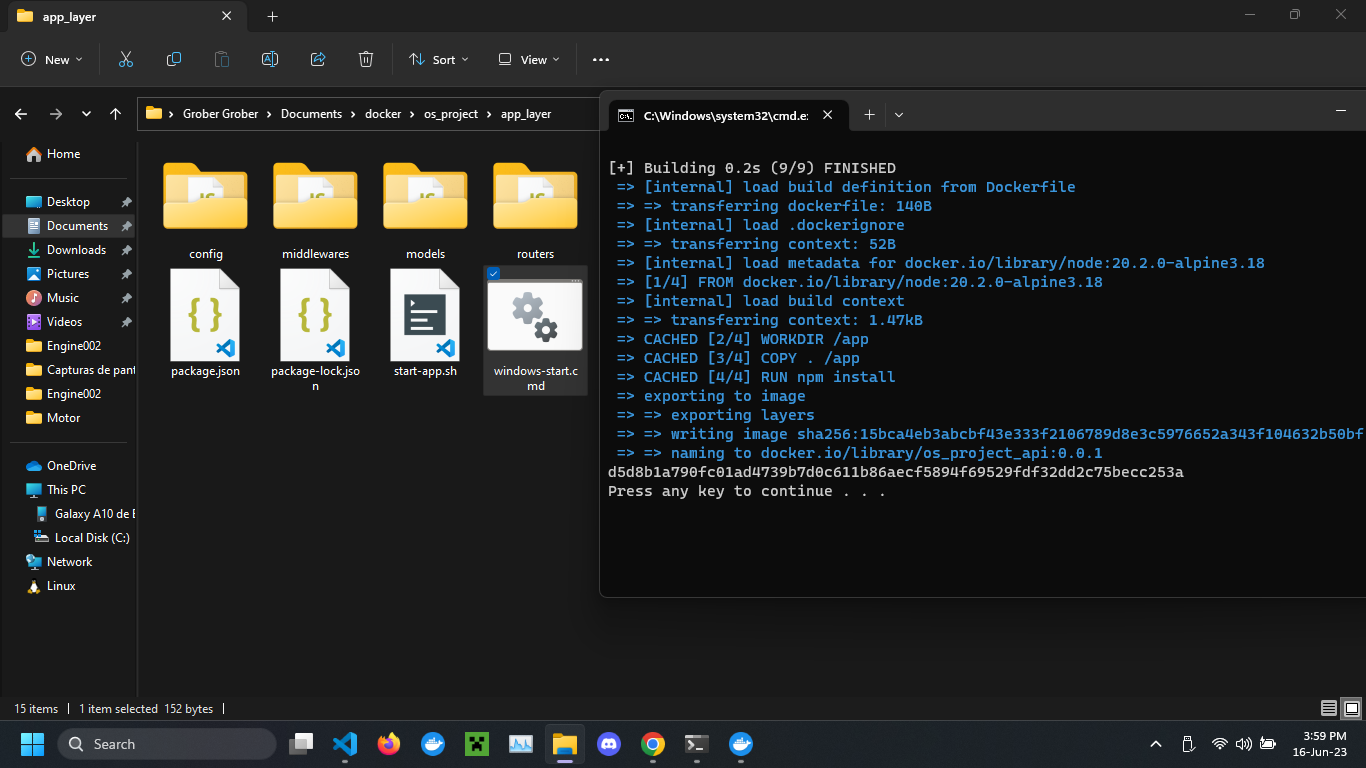 app_layer
New
Sort
View
Grober Grober
Documents
docker
os_project
app_layer
Home
Desktop
Documents
Downloads
Pictures
Music
Videos
Engine002
Capturas de pant
Engine002
Motor
OneDrive
This PC
Galaxy A10 de E
Local Disk (C:)
Network
Linux
config
middlewares
models
routers
package.json
package-lock.jso
n
start-app.sh
windows-start.c
md
C:\Windows\system32\cmd.e:
[+] Building 0.2s (9/9) FINISHED
=> [internal] load build definition from Dockerfile
=> => transferring dockerfile: 140B
=> [internal] load .dockerignore
=> => transferring context: 52B
=> [internal] load metadata for docker.io/library/node:20.2.0-alpine3.18
=> [1/4] FROM docker.io/library/node:20.2.0-alpine3.18
=> [internal] load build context
=> => transferring context: 1.47kB
=> CACHED [2/4] WORKDIR /app
=> CACHED [3/4] COPY . /app
=> CACHED [4/4] RUN npm install
=> exporting to image
=> => exporting layers
=> => writing image sha256:15bca4eb3abcbf43e333f2106789d8e3c5976652a343f104632b50bf
=> => naming to docker.io/library/os_project_api:0.0.1
d5d8b1a790fc01ad4739b7d0c611b86aecf5894f69529fdf32dd2c75becc253a
Press any key to continue . . .
15 items
1 item selected 152 bytes
Search
3:59 PM
16-Jun-23